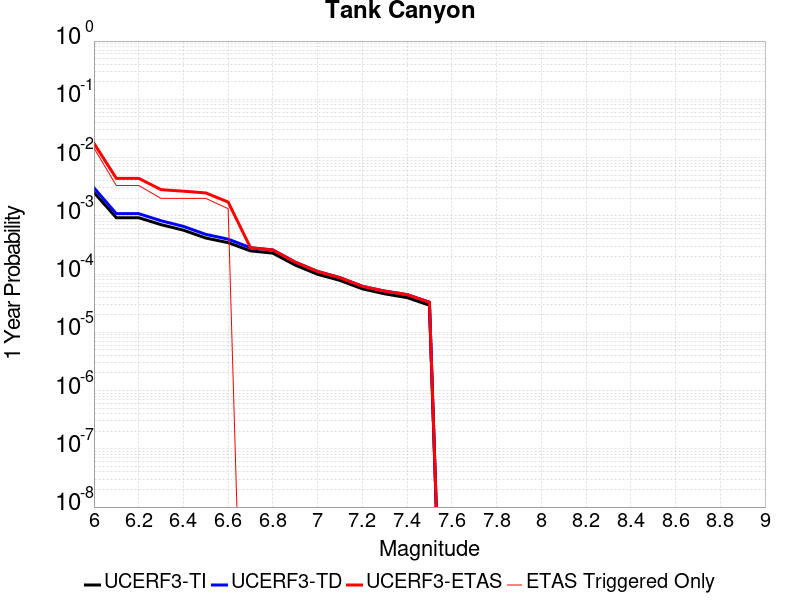 Tank Canyon
10^0
10^-1
10^-2
10^-3
10^-4
10^-5
10^-6
10^-7
10^-8
1 Year Probability
6 6.2 6.4 6.6 6.8 7 7.2 7.4 7.6 7.8 8 8.2 8.4 8.6 8.8 9
Magnitude
UCERF3-TI UCERF3-TD UCERF3-ETAS ETAS Triggered Only